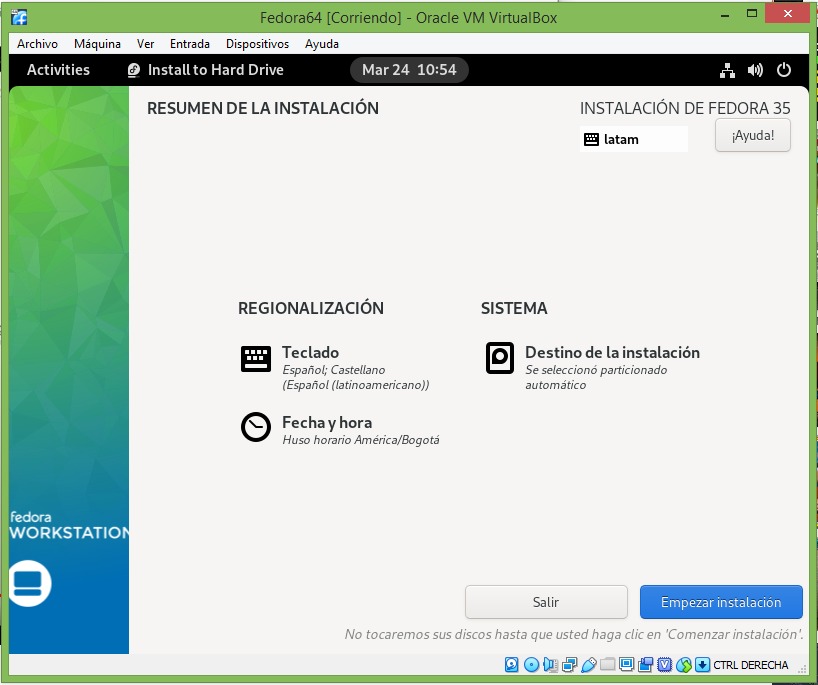 Fedora64 [Corriendo] - Oracle VM VirtualBox
Archivo Máquina Ver Entrada Dispositivos Ayuda
Activities Install to Hard Drive Mar 24 10:54
RESUMEN DE LA INSTALACIÓN
INSTALACIÓN DE FEDORA 35
latam
¡Ayuda!
REGIONALIZACIÓN
SISTEMA
Teclado
Español; Castellano
(Español (latinoamericano))
Destino de la instalación
Se seleccionó particionado
automático
Fecha y hora
Huso horario América/Bogotá
fedora
WORKSTATION
Salir
Empezar instalación
No tocaremos sus discos hasta que usted haga clic en 'Comenzar instalación'.
CTRL DERECHA